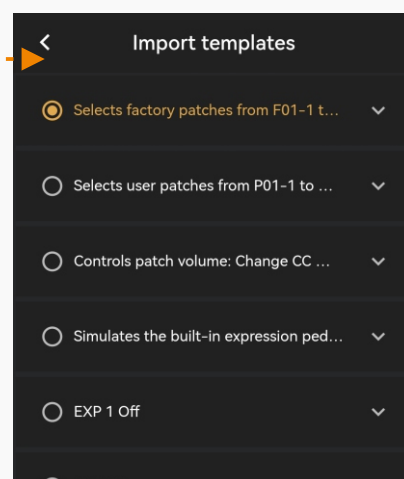 Import templates
Selects factory patches from F01-1 t...
Selects user patches from P01-1 to ...
Controls patch volume: Change CC ...
Simulates the built-in expression ped...
EXP 1 Off